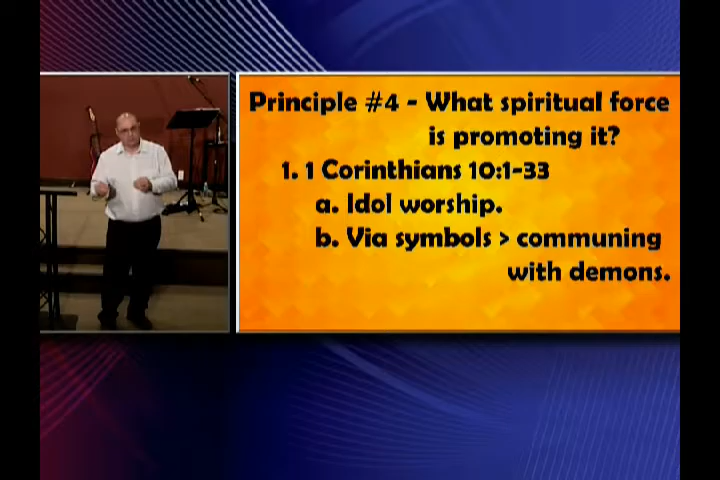 Principle #4 - What spiritual force
is promoting it?
1. 1 Corinthians 10:1-33
a. Idol worship.
b. Via symbols > communing
with demons.